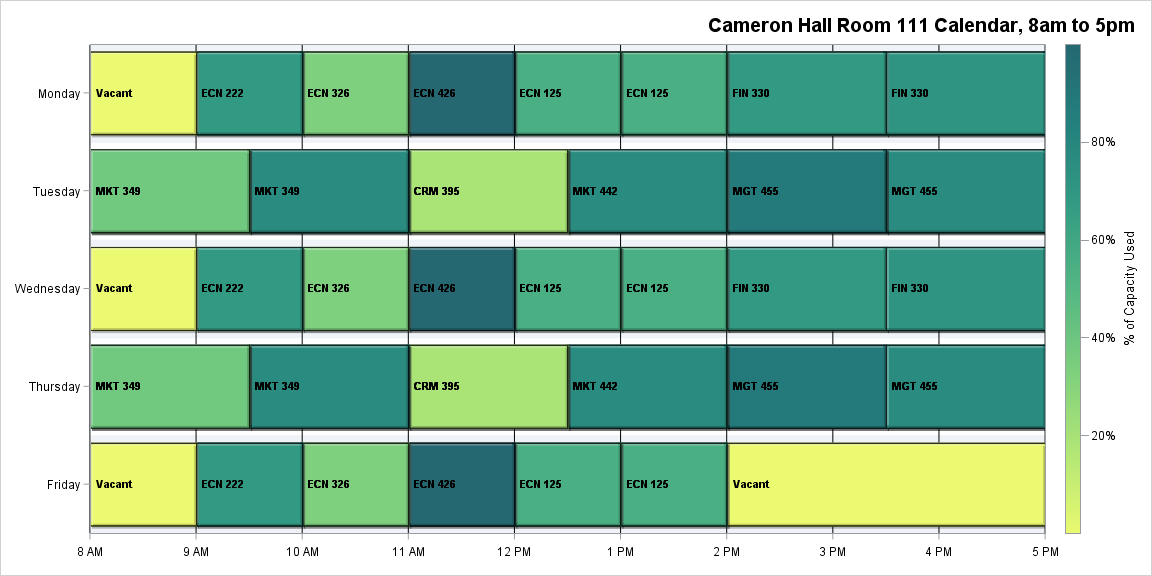 Cameron Hall Room 111 Calendar, 8am to 5pm
Monday
Vacant
ECN 222
ECN 326
ECN 426
ECN 125
ECN 125
FIN 330
FIN 330
Tuesday
MKT 349
MKT 349
CRM 395
MKT 442
MGT 455
MGT 455
Wednesday
Vacant
ECN 222
ECN 326
ECN 426
ECN 125
ECN 125
FIN 330
FIN 330
Thursday
MKT 349
MKT 349
CRM 395
MKT 442
MGT 455
MGT 455
Friday
Vacant
ECN 222
ECN 326
ECN 426
ECN 125
ECN 125
Vacant
8 AM
9 AM
10 AM
11 AM
12 PM
1 PM
2 PM
3 PM
4 PM
5 PM
80%
60%
40%
20%
% of Capacity Used